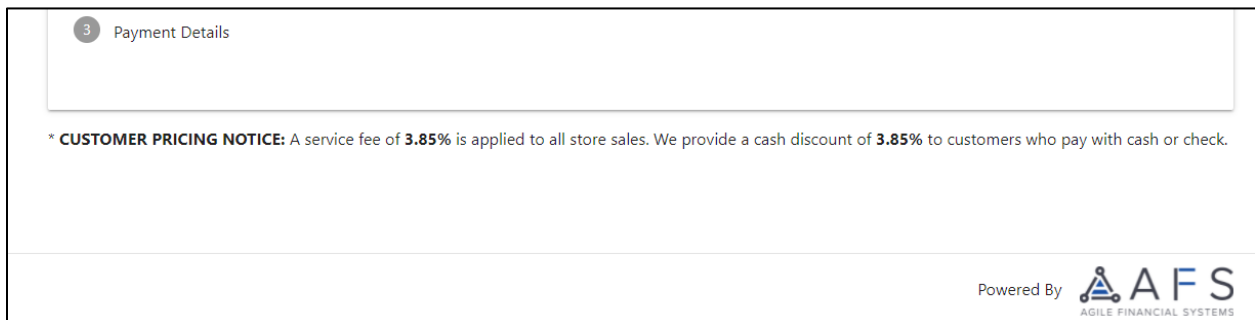 3 Payment Details
* CUSTOMER PRICING NOTICE: A service fee of 3.85% is applied to all store sales. We provide a cash discount of 3.85% to customers who pay with cash or check.
Powered By AFS
AGILE FINANCIAL SYSTEMS